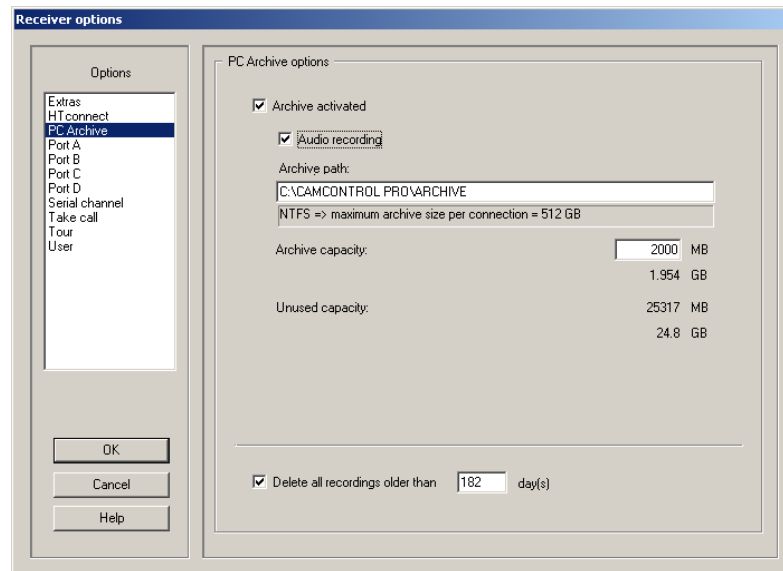 Receiver options
Options
Extras
HTconnect
PC Archive
Port A
Port B
Port C
Port D
Serial channel
Take call
Tour
User
OK
Cancel
Help
PC Archive options
Archive activated
Audio recording
Archive path:
C:\CAMCONTROL PRO\ARCHIVE
NTFS => maximum archive size per connection = 512 GB
Archive capacity: 2000 MB
1.954 GB
Unused capacity: 25317 MB
24.8 GB
Delete all recordings older than 182 day(s)